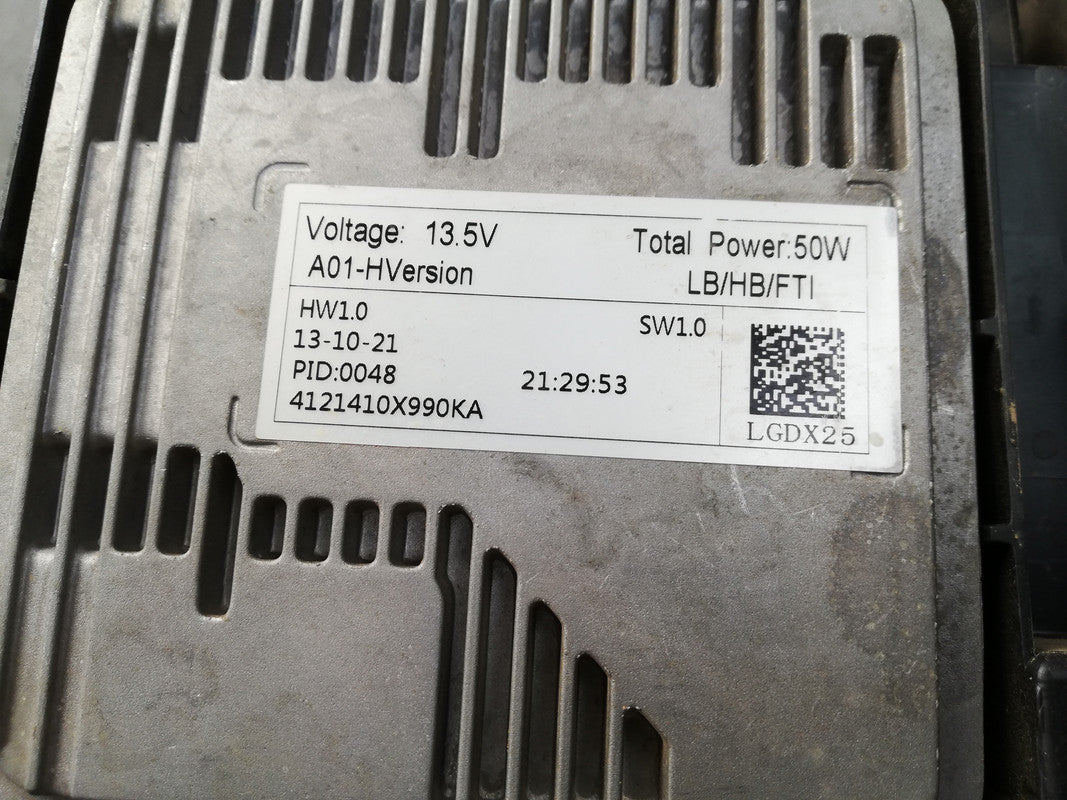 Voltage: 13.5V Total Power:50W
A01-HVersion LB/HB/FTI
HW1.0 SW1.0
13-10-21
PID:0048 21:29:53
4121410X990KA
LGDX25